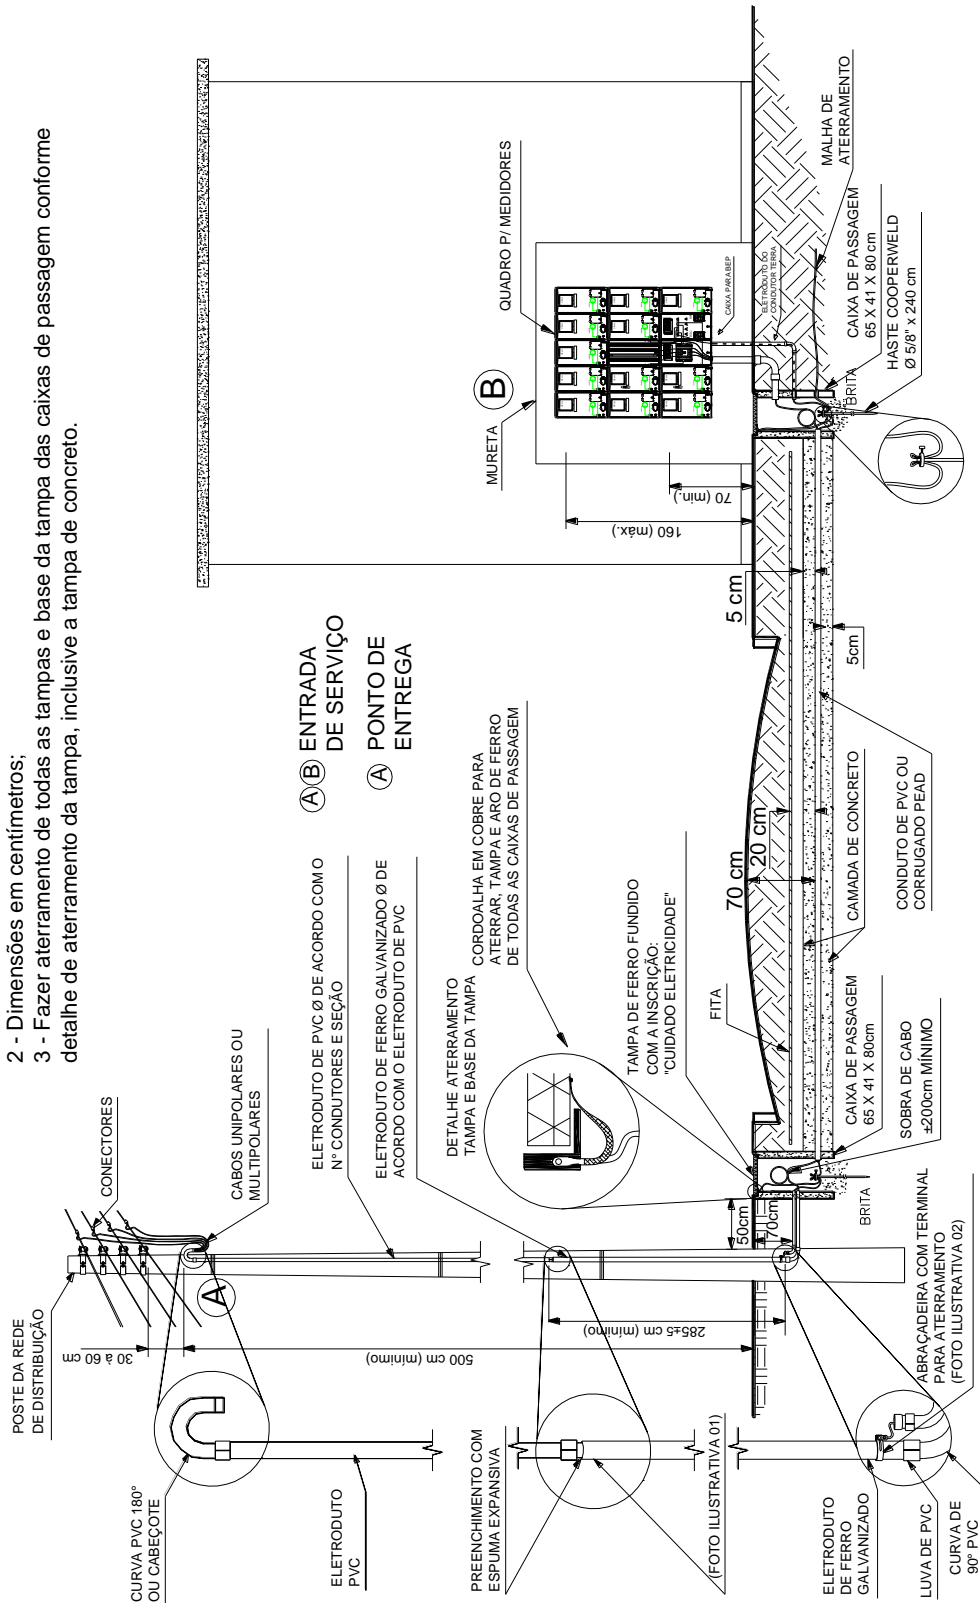 2 - Dimensões em centímetros;
3 - Fazer aterramento de todas as tampas e base da tampa das caixas de passagem conforme
detalhe de aterramento da tampa, inclusive a tampa de concreto.
POSTE DA REDE
DE DISTRIBUIÇÃO
CONECTORES
CABOS UNIPOLARES OU
MULTIPOLARES
30 à 60 cm
A
CURVA PVC 180°
OU CABEÇOTE
ELETRODUTO
PVC
500 cm (mínimo)
ELETRODUTO DE PVC Ø DE ACORDO COM O
N° CONDUTORES E SEÇÃO
ELETRODUTO DE FERRO GALVANIZADO Ø DE
ACORDO COM O ELETRODUTO DE PVC
A B ENTRADA
DE SERVIÇO
A PONTO DE
ENTREGA
DETALHE ATERRAMENTO
TAMPA E BASE DA TAMPA
CORDOALHA EM COBRE PARA
ATERRAR, TAMPA E ARO DE FERRO
DE TODAS AS CAIXAS DE PASSAGEM
PREENCHIMENTO COM
ESPUMA EXPANSIVA
(FOTO ILUSTRATIVA 01)
285±5 cm (mínimo)
TAMPA DE FERRO FUNDIDO
COM A INSCRIÇÃO:
"CUIDADO ELETRICIDADE"
FITA
50cm
70cm
BRITA
ELETRODUTO
DE FERRO
GALVANIZADO
LUVA DE PVC
CURVA DE
90° PVC
ABRAÇADEIRA COM TERMINAL
PARA ATERRAMENTO
(FOTO ILUSTRATIVA 02)
SOBRA DE CABO
±200cm MÍNIMO
CAIXA DE PASSAGEM
65 X 41 X 80cm
70 cm
20 cm
5 cm
5cm
CAMADA DE CONCRETO
CONDUTO DE PVC OU
CORRUGADO PEAD
MURETA
B
QUADRO P/ MEDIDORES
160 (máx.)
70 (min.)
CAIXA PARA BEP
ELETRODUTO DO
CONDUTOR TERRA
MALHA DE
ATERRAMENTO
BRITA
CAIXA DE PASSAGEM
65 X 41 X 80 cm
HASTE COOPERWELD
Ø 5/8" x 240 cm